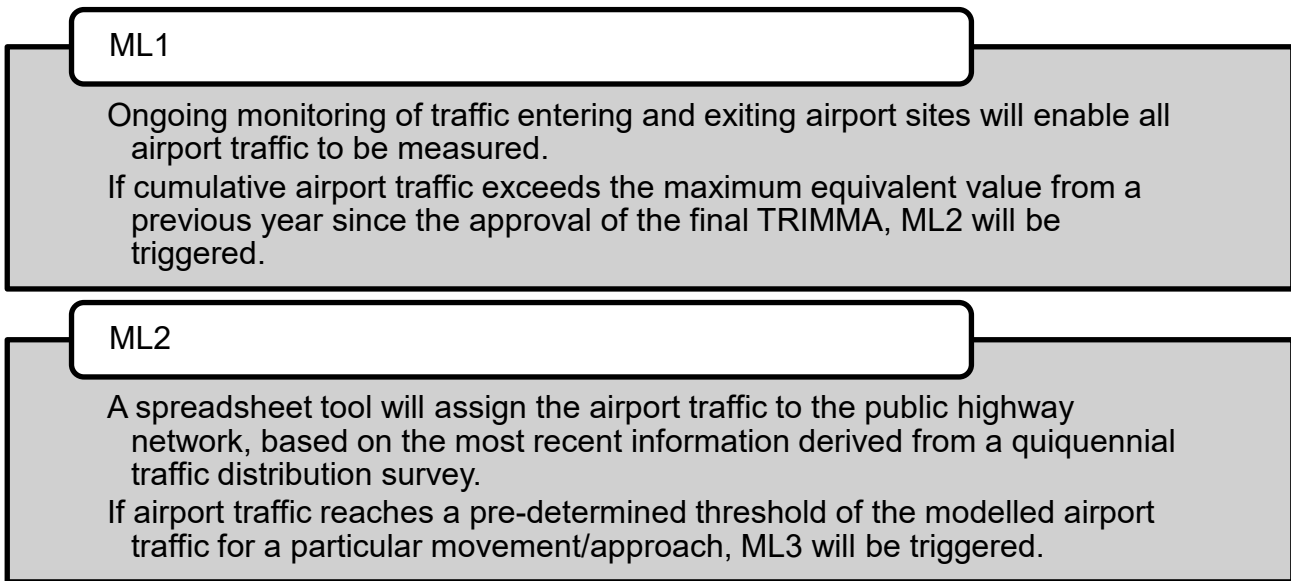 ML1
Ongoing monitoring of traffic entering and exiting airport sites will enable all
airport traffic to be measured.
If cumulative airport traffic exceeds the maximum equivalent value from a
previous year since the approval of the final TRIMMA, ML2 will be
triggered.
ML2
A spreadsheet tool will assign the airport traffic to the public highway
network, based on the most recent information derived from a quiquennial
traffic distribution survey.
If airport traffic reaches a pre-determined threshold of the modelled airport
traffic for a particular movement/approach, ML3 will be triggered.